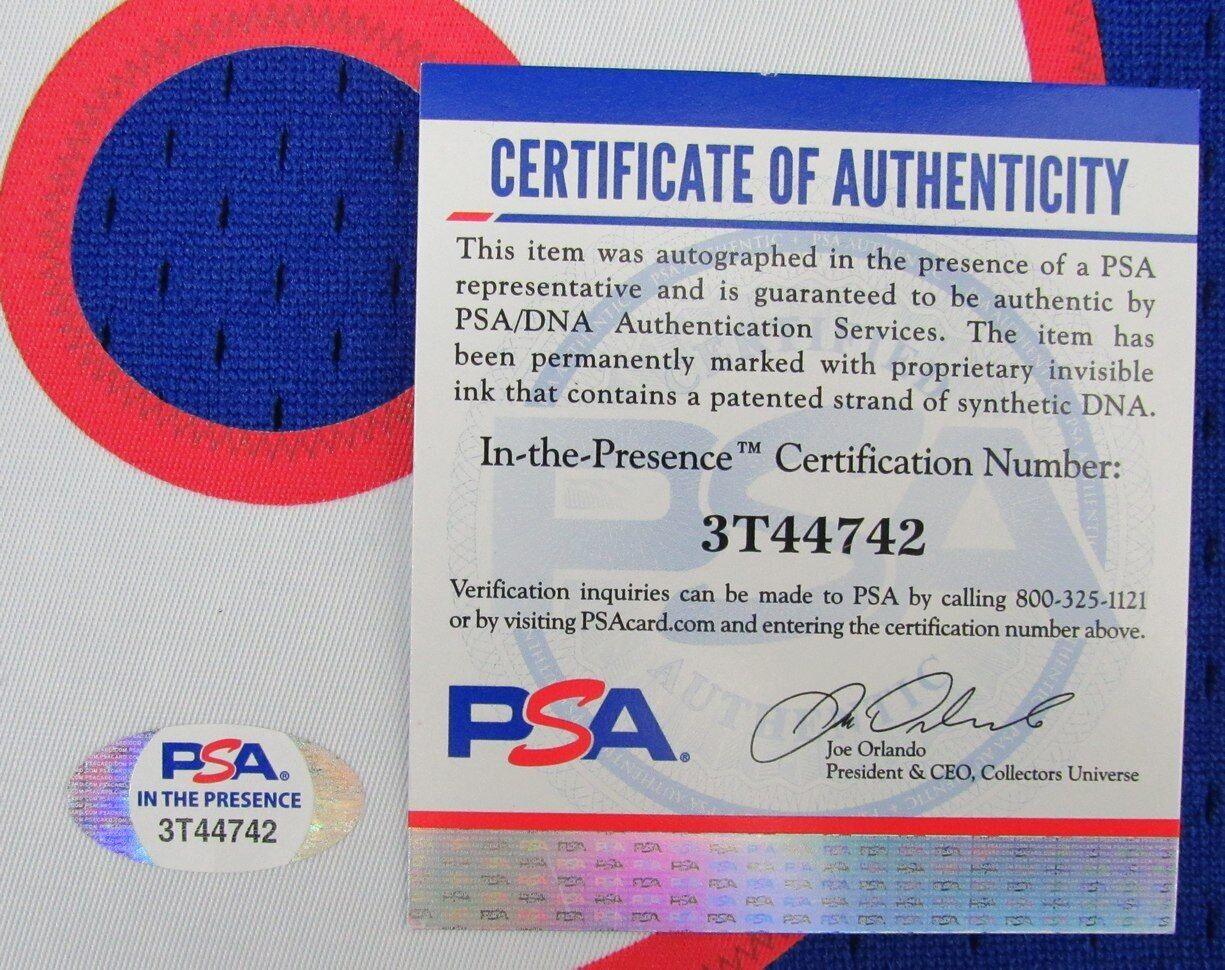 CERTIFICATE OF AUTHENTICITY
This item was autographed in the presence of a PSA
representative and is guaranteed to be authentic by
PSA/DNA Authentication Services. The item has
been permanently marked with proprietary invisible
ink that contains a patented strand of synthetic DNA.
In-the-Presence™ Certification Number:
3T44742
Verification inquiries can be made to PSA by calling 800-325-1121
or by visiting PSAcard.com and entering the certification number above.
PSA®
Joe Orlando
President & CEO, Collectors Universe
PSA®
IN THE PRESENCE
3T44742